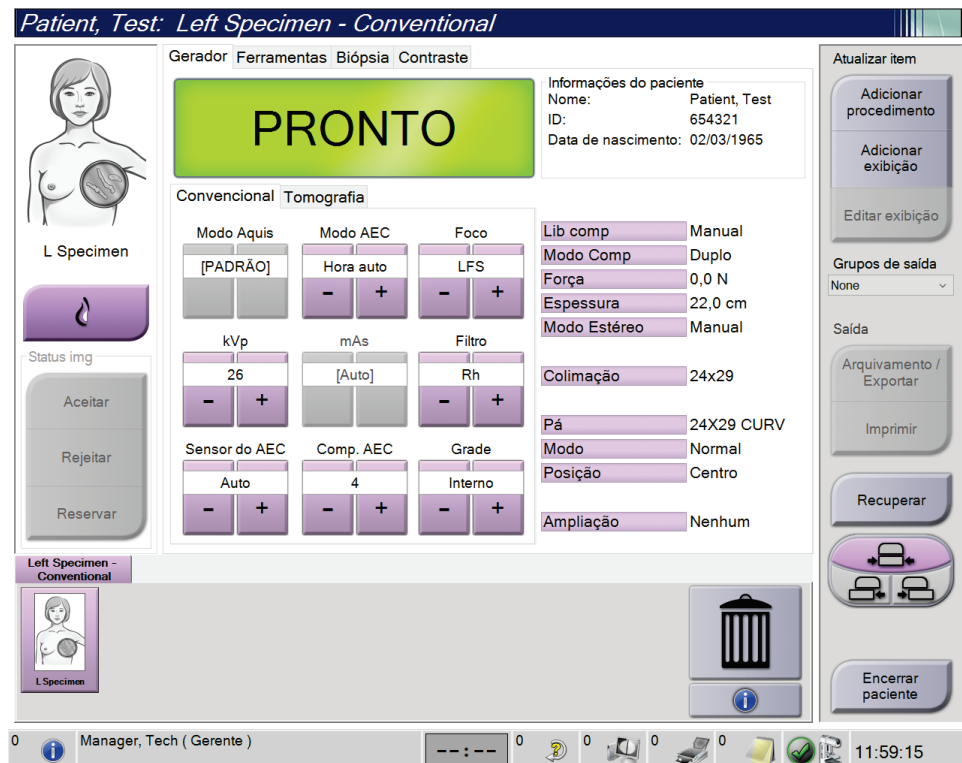 Patient, Test: Left Specimen - Conventional
Gerador Ferramentas Biópsia Contraste
PRONTO
Informações do paciente
Nome: Patient, Test
ID: 654321
Data de nascimento: 02/03/1965
L Specimen
Status img
Aceitar
Rejeitar
Reservar
Convencional Tomografia
Modo Aquis Modo AEC Foco
[PADRÃO] Hora auto LFS
- + - +
kVp mAs Filtro
26 [Auto] Rh
- + - +
Sensor do AEC Comp. AEC Grade
Auto 4 Interno
- + - + - +
Lib comp Manual
Modo Comp Duplo
Força 0,0 N
Espessura 22,0 cm
Modo Estéreo Manual
Colimação 24x29
Pá 24X29 CURV
Modo Normal
Posição Centro
Ampliação Nenhum
Atualizar item
Adicionar
procedimento
Adicionar
exibição
Editar exibição
Grupos de saída
None
Saída
Arquivamento /
Exportar
Imprimir
Recuperar
Encerrar
paciente
Left Specimen -
Conventional
L Specimen
0 Manager, Tech ( Gerente ) --:-- 0 0 0 0 11:59:15